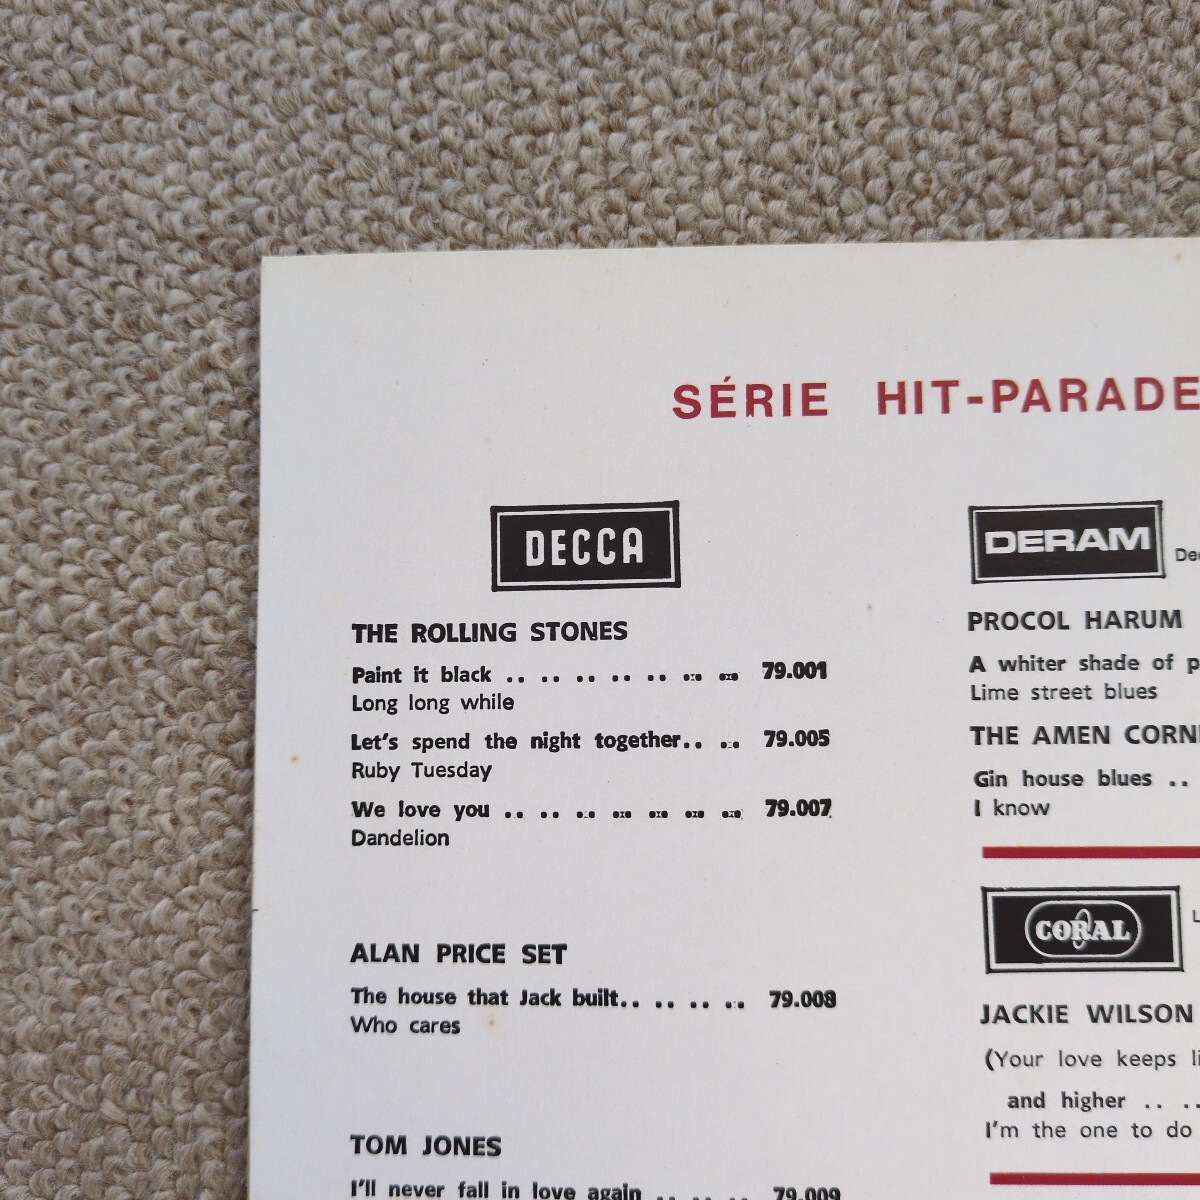 SÉRIE HIT-PARADE
DECCA
THE ROLLING STONES
Paint it black .. .. .. .. .. .. .. 79.001
Long long while
Let's spend the night together.. .. 79.005
Ruby Tuesday
We love you .. .. .. .. .. .. .. 79.007
Dandelion
ALAN PRICE SET
The house that Jack built.. .. .. .. 79.008
Who cares
TOM JONES
I'll never fall in love again .. .. .. 79.009
DERAM
PROCOL HARUM
A whiter shade of
Lime street blues
THE AMEN
Gin house blues ..
I know
CORAL
JACKIE WILSON
(Your love keeps
and higher .. ..
I'm the one to do